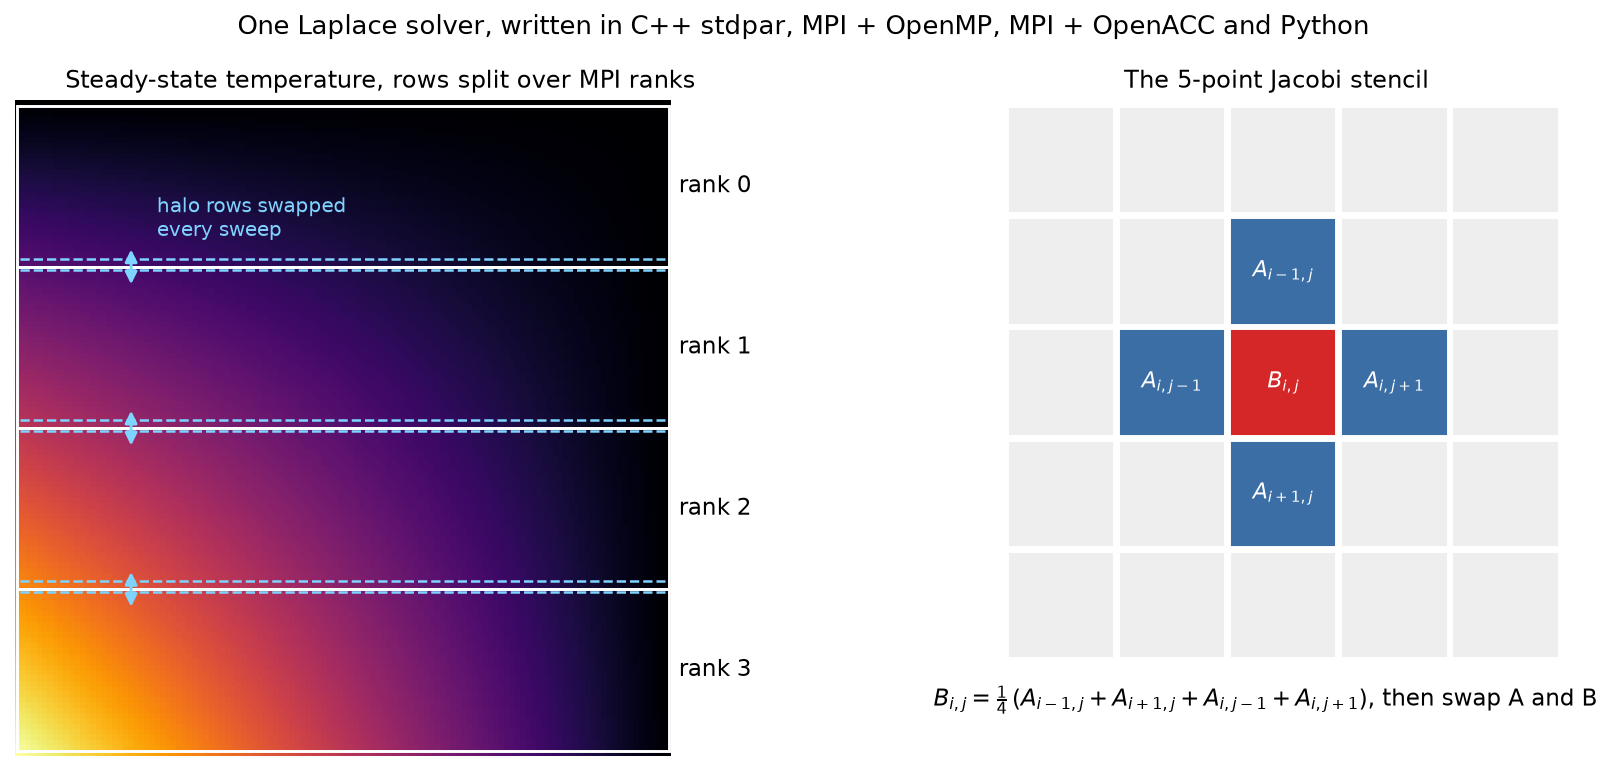 One Laplace solver, written in C++ stdpar, MPI + OpenMP, MPI + OpenACC and Python
Steady-state temperature, rows split over MPI ranks
halo rows swapped
every sweep
rank 0
rank 1
rank 2
rank 3
The 5-point Jacobi stencil
A_{i−1,j}
A_{i,j−1} B_{i,j} A_{i,j+1}
A_{i+1,j}
B_{i,j} = 1/4 (A_{i−1,j} + A_{i+1,j} + A_{i,j−1} + A_{i,j+1}), then swap A and B